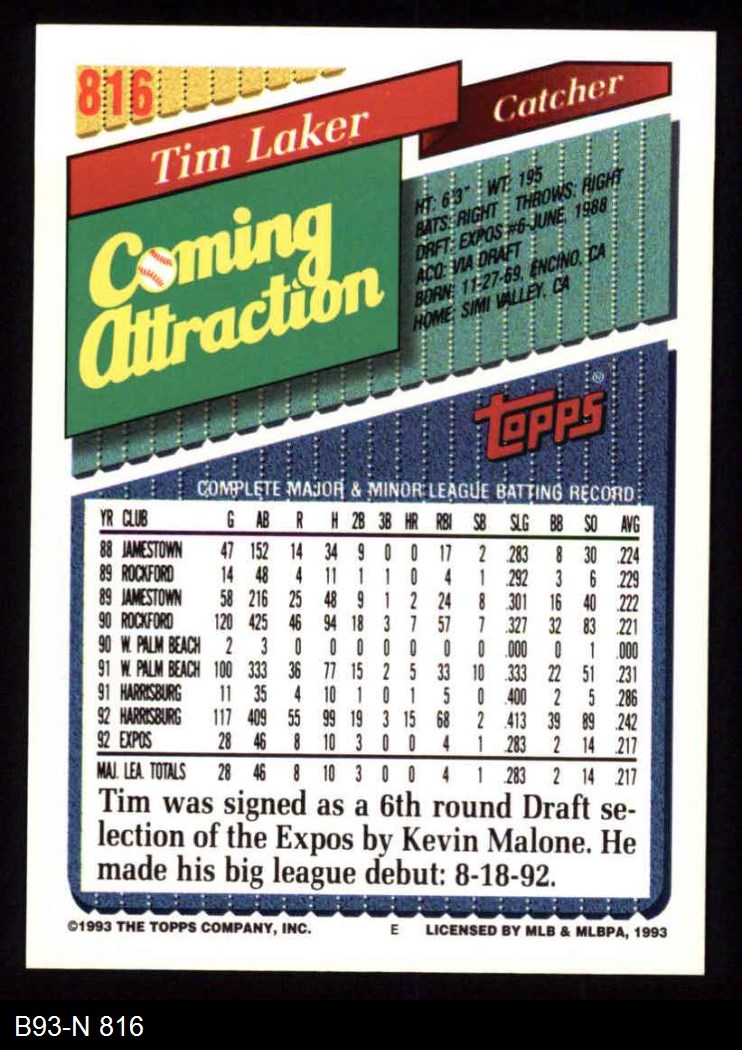 816
Tim Laker
Catcher
Coming
Attraction
HT: 6'3" WT: 195
BATS: RIGHT THROWS: RIGHT
DRFT: EXPOS #6-JUNE, 1988
ACQ: VIA DRAFT
BORN: 11-27-69, ENCINO, CA
HOME: SIMI VALLEY, CA
TOPPS ®
COMPLETE MAJOR & MINOR LEAGUE BATTING RECORD
YR CLUB G AB R H 2B 3B HR RBI SB SLG BB SO AVG
88 JAMESTOWN 47 152 14 34 9 0 0 17 2 .283 8 30 .224
89 ROCKFORD 14 48 4 11 1 1 0 4 1 .292 3 6 .229
89 JAMESTOWN 58 216 25 48 9 1 2 24 8 .301 16 40 .222
90 ROCKFORD 120 425 46 94 18 3 7 57 7 .327 32 83 .221
90 W. PALM BEACH 2 3 0 0 0 0 0 0 0 .000 0 1 .000
91 W. PALM BEACH 100 333 36 77 15 2 5 33 10 .333 22 51 .231
91 HARRISBURG 11 35 4 10 1 0 1 5 0 .400 2 5 .286
92 HARRISBURG 117 409 55 99 19 3 15 68 2 .413 39 89 .242
92 EXPOS 28 46 8 10 3 0 0 4 1 .283 2 14 .217
MAJ. LEA. TOTALS 28 46 8 10 3 0 0 4 1 .283 2 14 .217
Tim was signed as a 6th round Draft se-
lection of the Expos by Kevin Malone. He
made his big league debut: 8-18-92.
©1993 THE TOPPS COMPANY, INC. E LICENSED BY MLB & MLBPA, 1993
B93-N 816